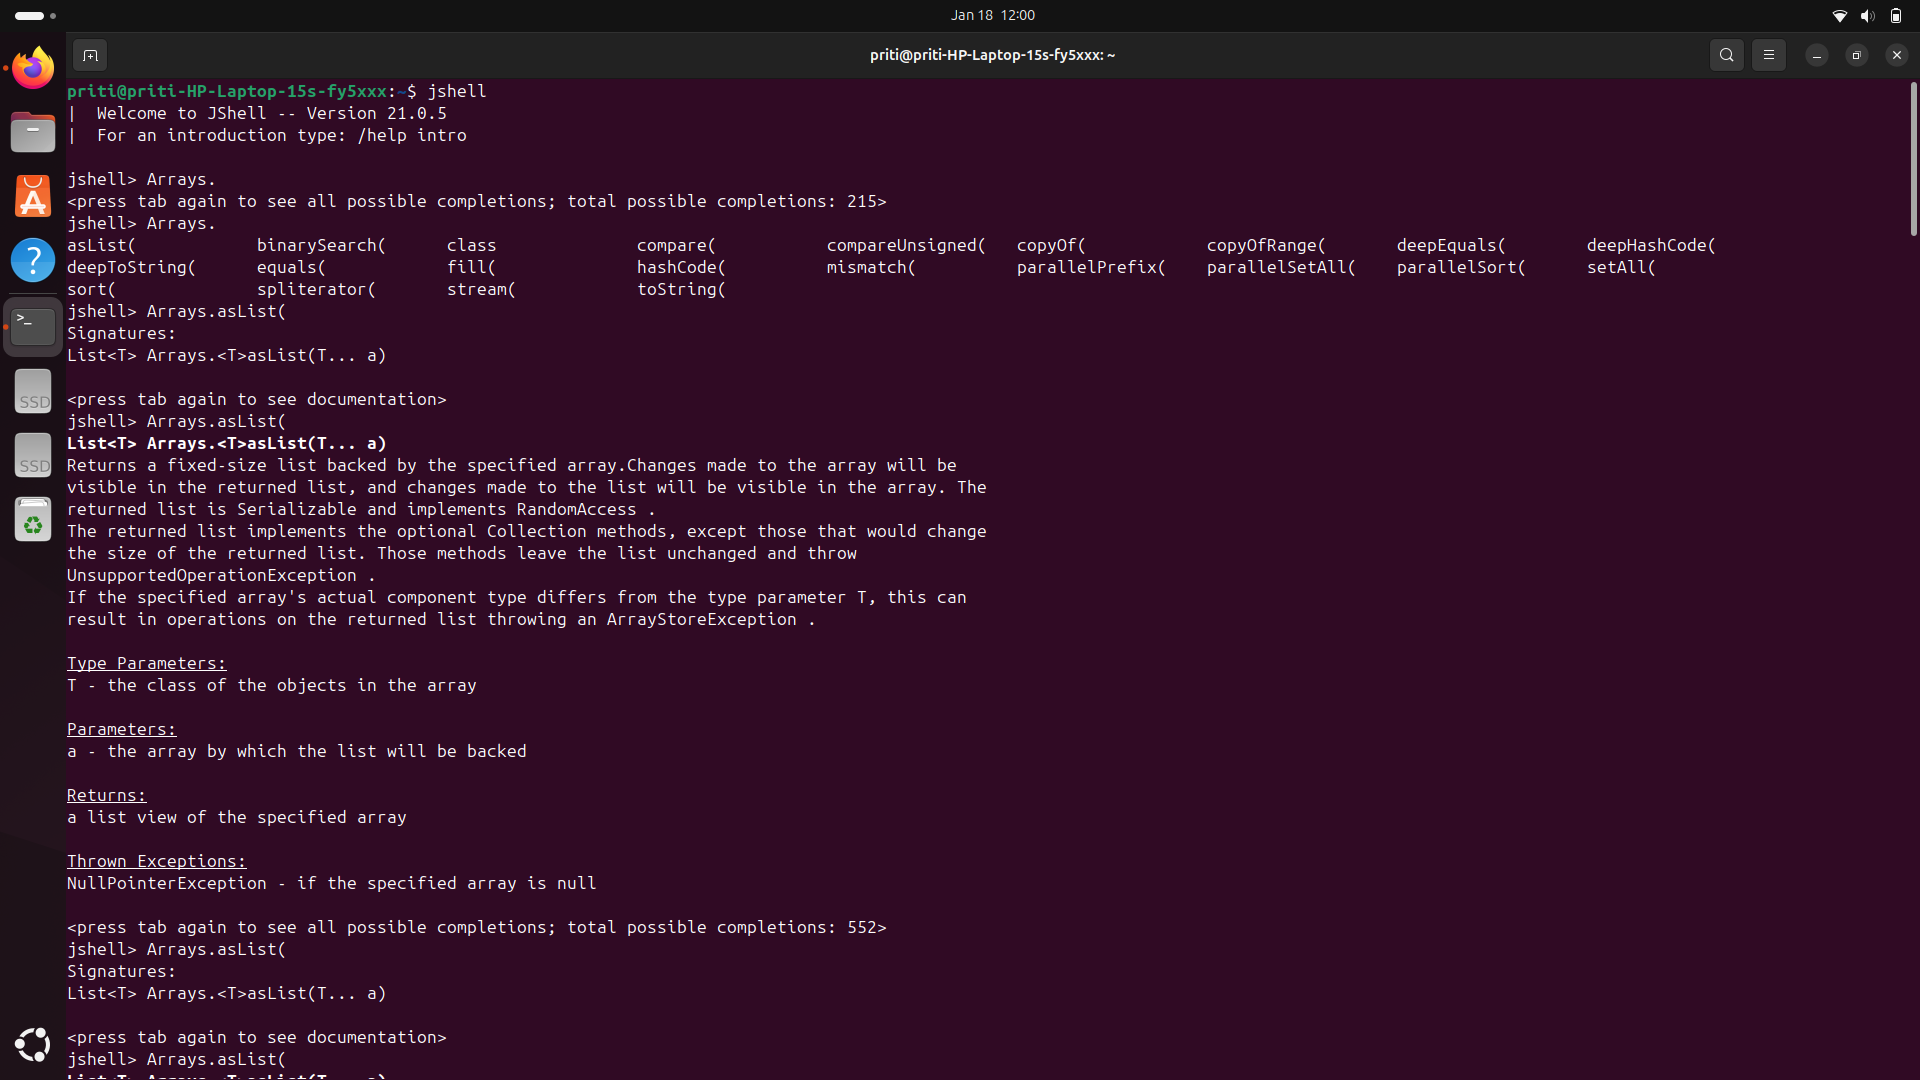 Jan 18 12:00
priti@priti-HP-Laptop-15s-fy5xxx: ~
priti@priti-HP-Laptop-15s-fy5xxx:~$ jshell
|  Welcome to JShell -- Version 21.0.5
|  For an introduction type: /help intro
jshell> Arrays.
<press tab again to see all possible completions; total possible completions: 215>
jshell> Arrays.
asList( binarySearch( class compare( compareUnsigned( copyOf( copyOfRange( deepEquals( deepHashCode(
deepToString( equals( fill( hashCode( mismatch( parallelPrefix( parallelSetAll( parallelSort( setAll(
sort( spliterator( stream( toString(
jshell> Arrays.asList(
Signatures:
List<T> Arrays.<T>asList(T... a)
<press tab again to see documentation>
jshell> Arrays.asList(
List<T> Arrays.<T>asList(T... a)
Returns a fixed-size list backed by the specified array.Changes made to the array will be
visible in the returned list, and changes made to the list will be visible in the array. The
returned list is Serializable and implements RandomAccess .
The returned list implements the optional Collection methods, except those that would change
the size of the returned list. Those methods leave the list unchanged and throw
UnsupportedOperationException .
If the specified array's actual component type differs from the type parameter T, this can
result in operations on the returned list throwing an ArrayStoreException .
Type Parameters:
T - the class of the objects in the array
Parameters:
a - the array by which the list will be backed
Returns:
a list view of the specified array
Thrown Exceptions:
NullPointerException - if the specified array is null
<press tab again to see all possible completions; total possible completions: 552>
jshell> Arrays.asList(
Signatures:
List<T> Arrays.<T>asList(T... a)
<press tab again to see documentation>
jshell> Arrays.asList(
List<T> Arrays.<T>asList(T... a)
?
>_
SSD
SSD